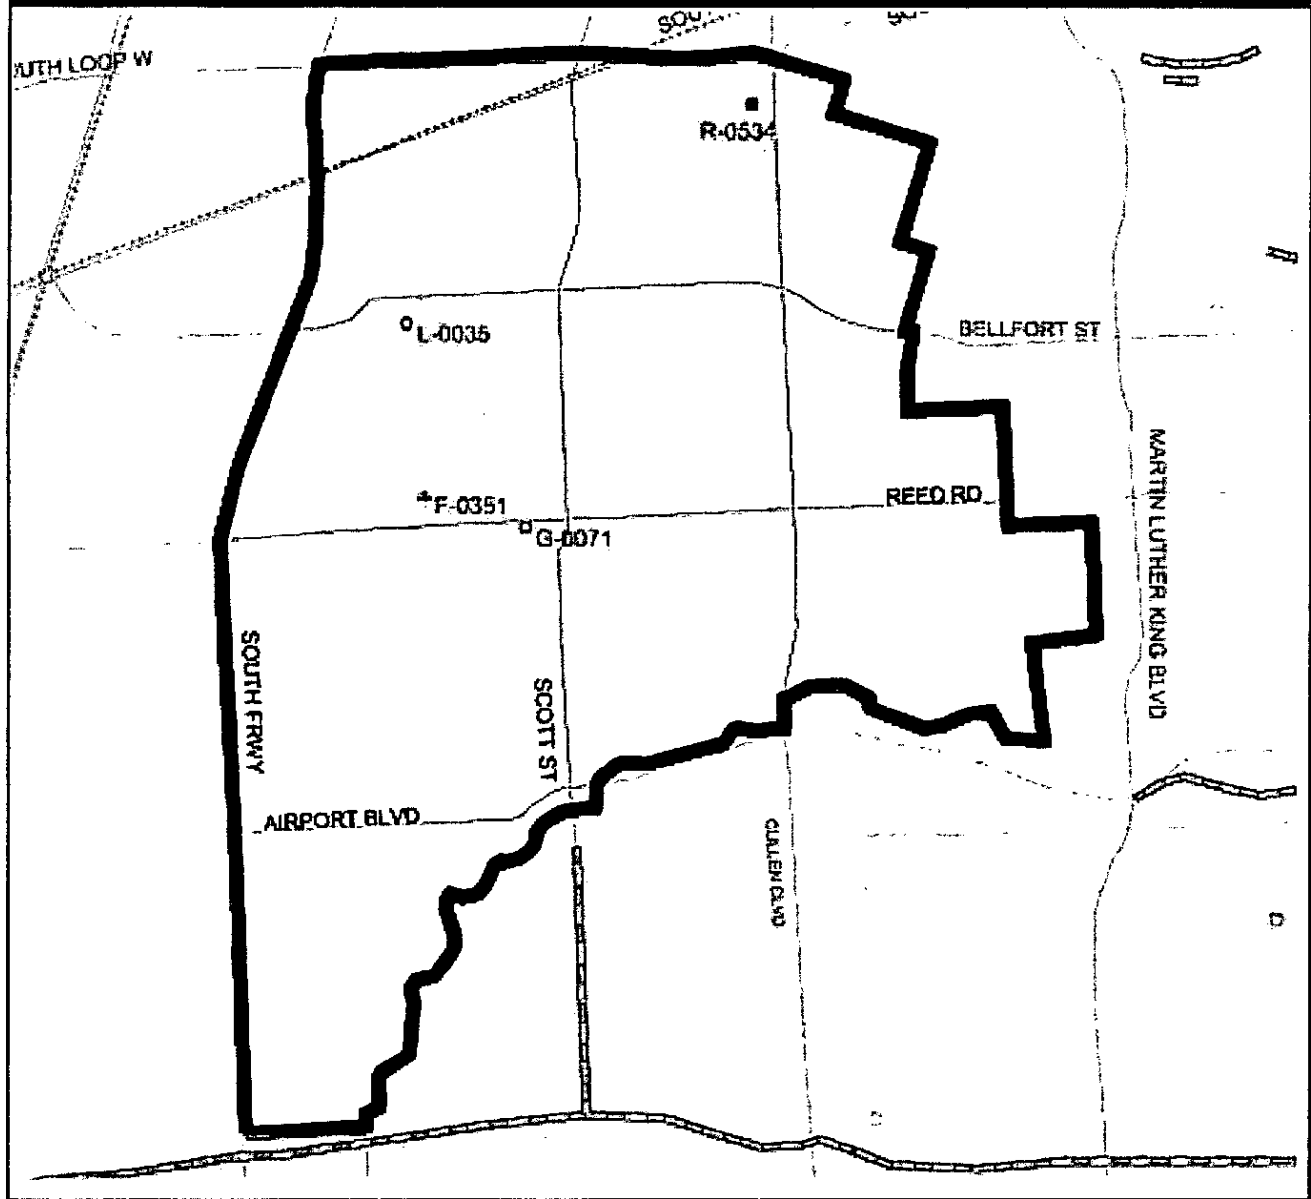 UTH LOOP W
SOUT
R-0534
L-0035
BELLFORT ST
F-0351
REED RD
G-0071
MARTIN LUTHER KING BLVD
SOUTH FRWY
SCOTT ST
AIRPORT BLVD
CULLEN BLVD